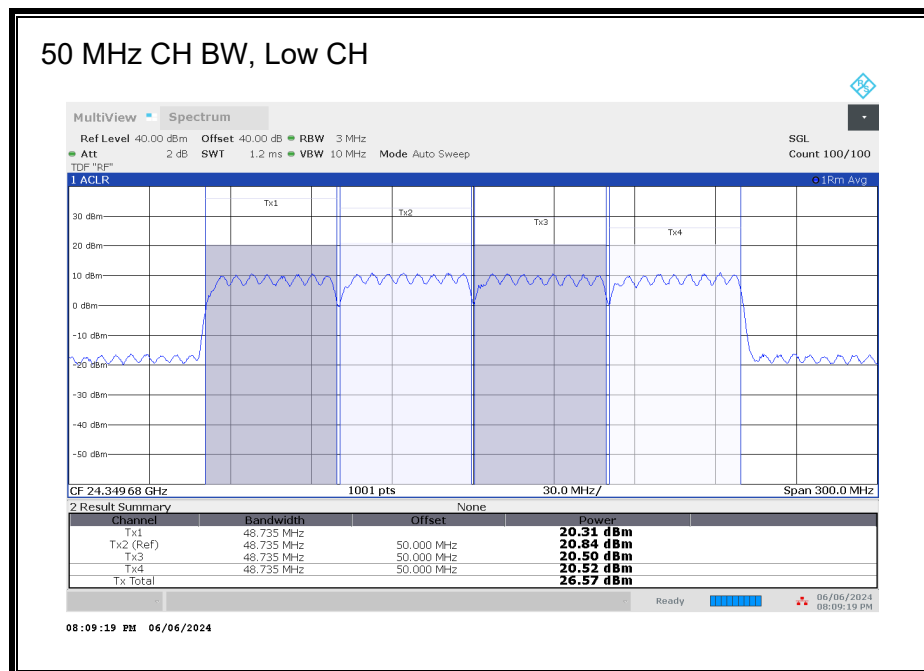 50 MHz CH BW, Low CH
R&S
MultiView Spectrum
Ref Level 40.00 dBm Offset 40.00 dB RBW 3 MHz SGL
Att 2 dB SWT 1.2 ms VBW 10 MHz Mode Auto Sweep Count 100/100
TDF "RF"
1 ACLR 1Rm Avg
Tx1
Tx2
Tx3
Tx4
30 dBm
20 dBm
10 dBm
0 dBm
-10 dBm
-20 dBm
-30 dBm
-40 dBm
-50 dBm
CF 24.34968 GHz 1001 pts 30.0 MHz/ Span 300.0 MHz
2 Result Summary None
Channel Bandwidth Offset Power
Tx1 48.735 MHz 20.31 dBm
Tx2 (Ref) 48.735 MHz 50.000 MHz 20.84 dBm
Tx3 48.735 MHz 50.000 MHz 20.50 dBm
Tx4 48.735 MHz 50.000 MHz 20.52 dBm
Tx Total 26.57 dBm
Ready 06/06/2024
08:09:19 PM
08:09:19 PM 06/06/2024